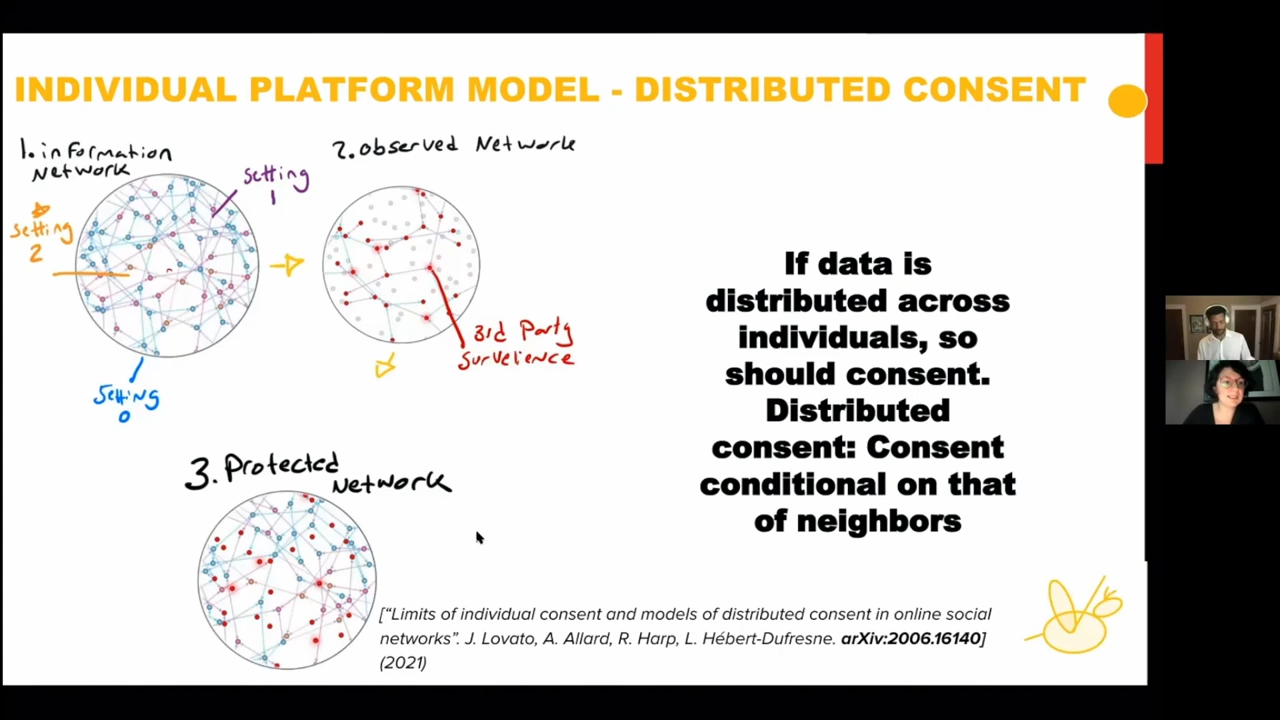 INDIVIDUAL PLATFORM MODEL - DISTRIBUTED CONSENT
1. information
Network
Setting
1
Setting
2
Setting
0
2. Observed Network
3rd Party
Survelience
3. Protected
Network
If data is
distributed across
individuals, so
should consent.
Distributed
consent: Consent
conditional on that
of neighbors
[“Limits of individual consent and models of distributed consent in online social
networks”. J. Lovato, A. Allard, R. Harp, L. Hébert-Dufresne. arXiv:2006.16140]
(2021)